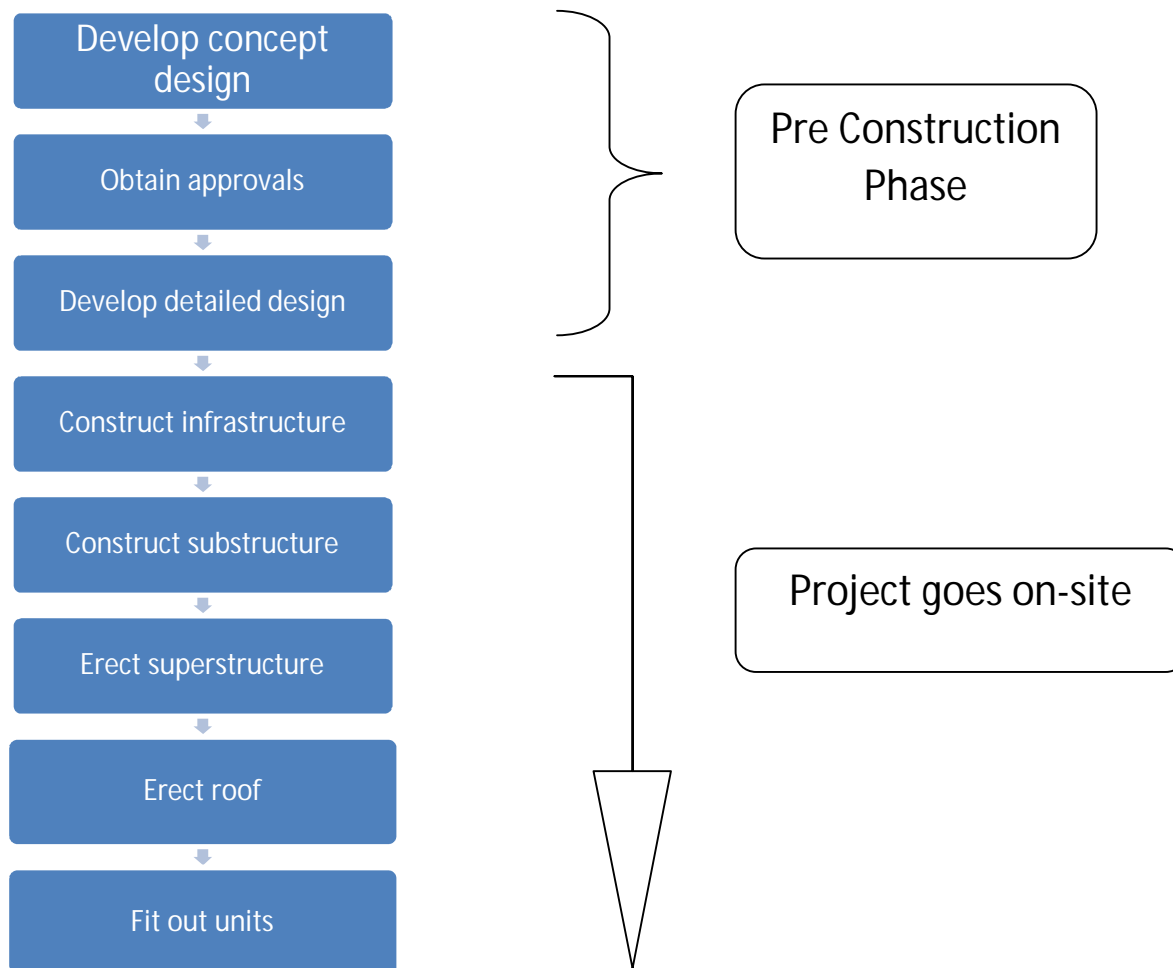 Develop concept
design
Obtain approvals
Develop detailed design
Construct infrastructure
Construct substructure
Erect superstructure
Erect roof
Fit out units
Pre Construction
Phase
Project goes on-site